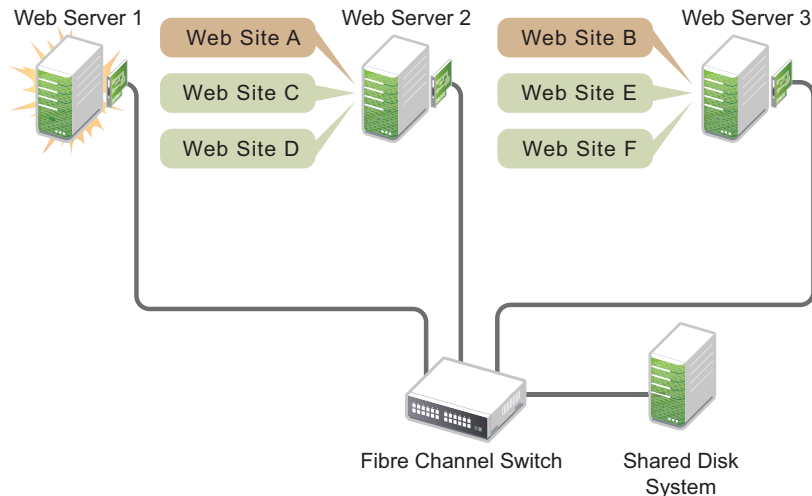 Web Server 1
Web Server 2
Web Server 3
Web Site A
Web Site B
Web Site C
Web Site E
Web Site D
Web Site F
Fibre Channel Switch
Shared Disk
System